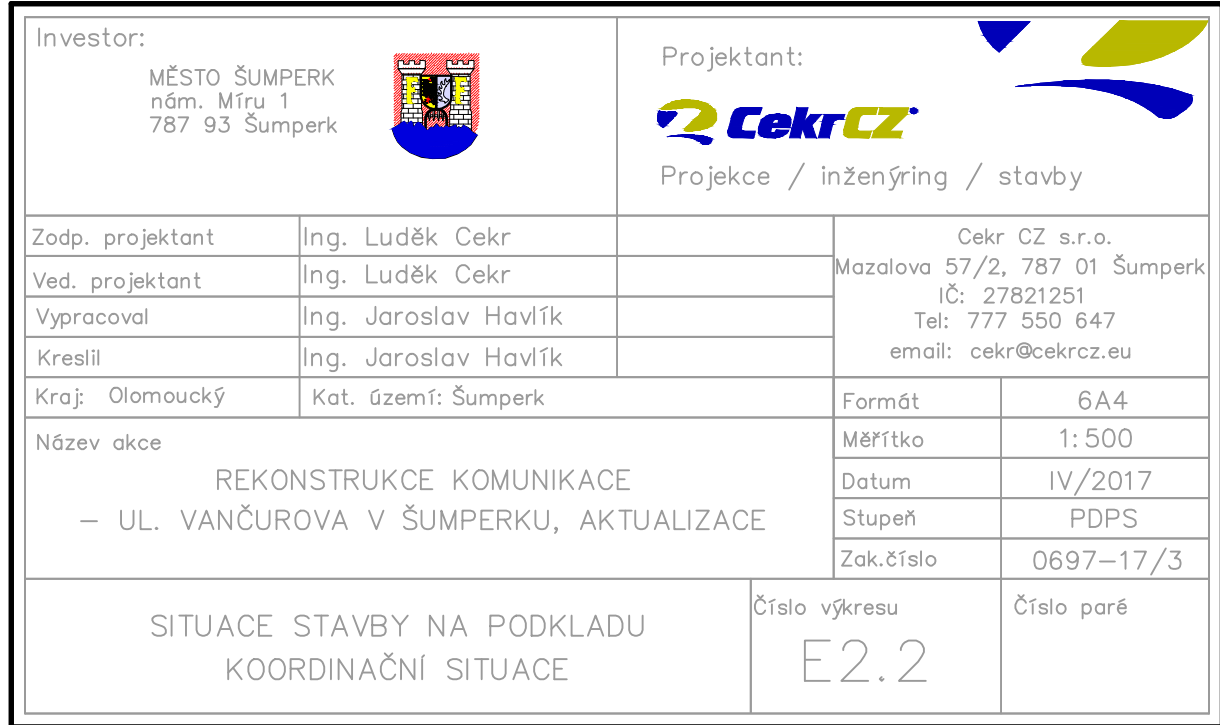 Investor:
MĚSTO ŠUMPERK
nám. Míru 1
787 93 Šumperk
Projektant:
CekrCZ
Projekce / inženýring / stavby
Zodp. projektant Ing. Luděk Cekr
Ved. projektant Ing. Luděk Cekr
Vypracoval Ing. Jaroslav Havlík
Kreslil Ing. Jaroslav Havlík
Cekr CZ s.r.o.
Mazalova 57/2, 787 01 Šumperk
IČ: 27821251
Tel: 777 550 647
email: cekr@cekrcz.eu
Kraj: Olomoucký Kat. území: Šumperk
Formát 6A4
Měřítko 1:500
Datum IV/2017
Stupeň PDPS
Zak.číslo 0697-17/3
Název akce
REKONSTRUKCE KOMUNIKACE
– UL. VANČUROVA V ŠUMPERKU, AKTUALIZACE
SITUACE STAVBY NA PODKLADU
KOORDINAČNÍ SITUACE
Číslo výkresu
E2.2
Číslo paré